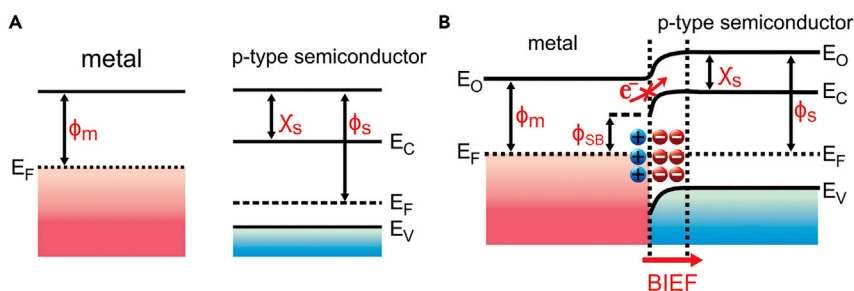 A
metal
p-type semiconductor
ϕm
χs
ϕs
EC
EF
EF
EV
B
metal
p-type semiconductor
EO
EO
χs
e-
EC
ϕm
ϕSB
ϕs
EF
+ − −
+ − −
+ − −
EF
EV
BIEF